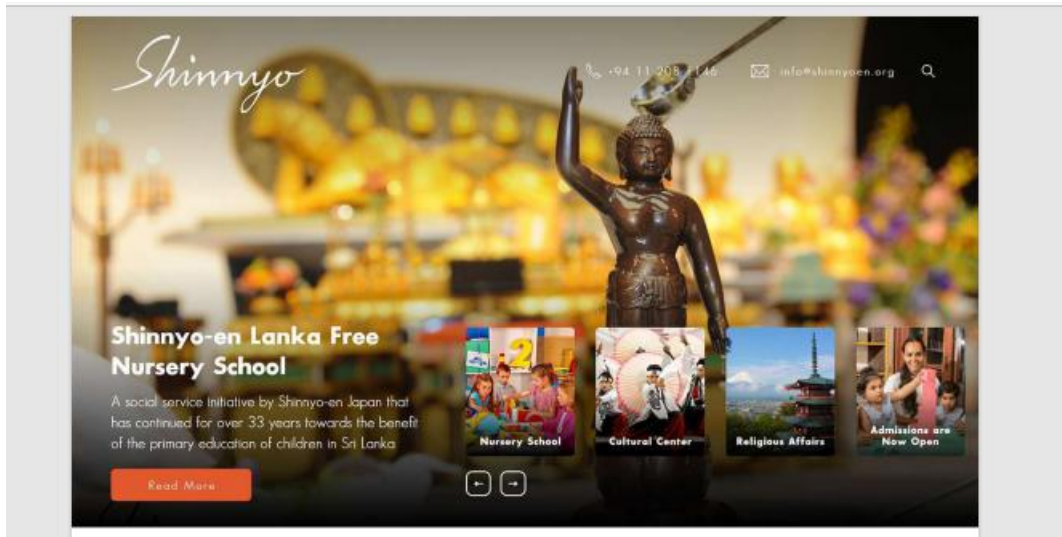 Shinnyo
info@shinnyoen.org
Shinnyo-en Lanka Free
Nursery School
A social service Initiative by Shinnyo-en Japan that
has continued for over 33 years towards the benefit
of the primary education of children in Sri Lanka
Read More
2
Nursery School
Cultural Center
Religious Affairs
Admissions are
Now Open
← →